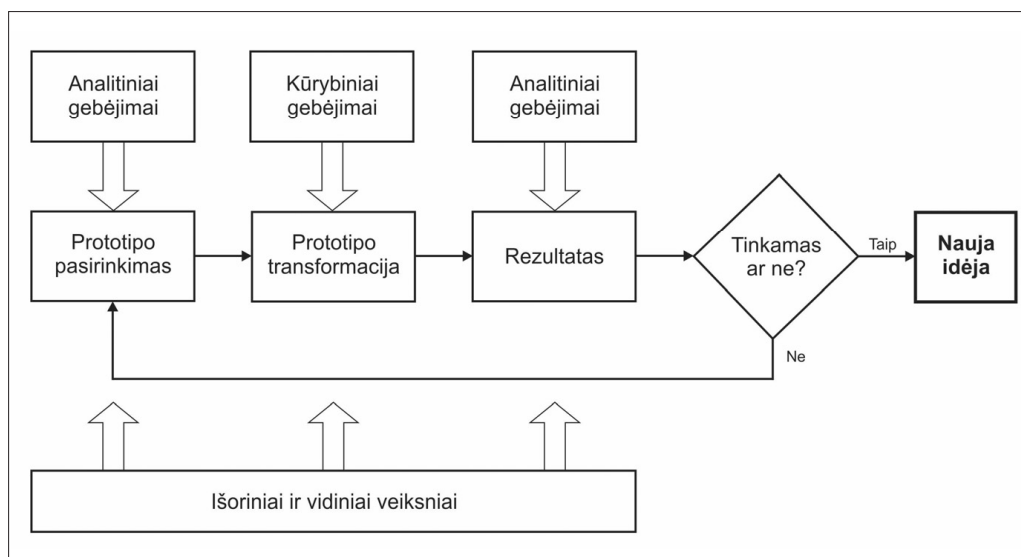 Analitiniai
gebėjimai
Kūrybiniai
gebėjimai
Analitiniai
gebėjimai
Prototipo
pasirinkimas
Prototipo
transformacija
Rezultatas
Tinkamas
ar ne?
Taip
Nauja
idėja
Ne
Išoriniai ir vidiniai veiksniai